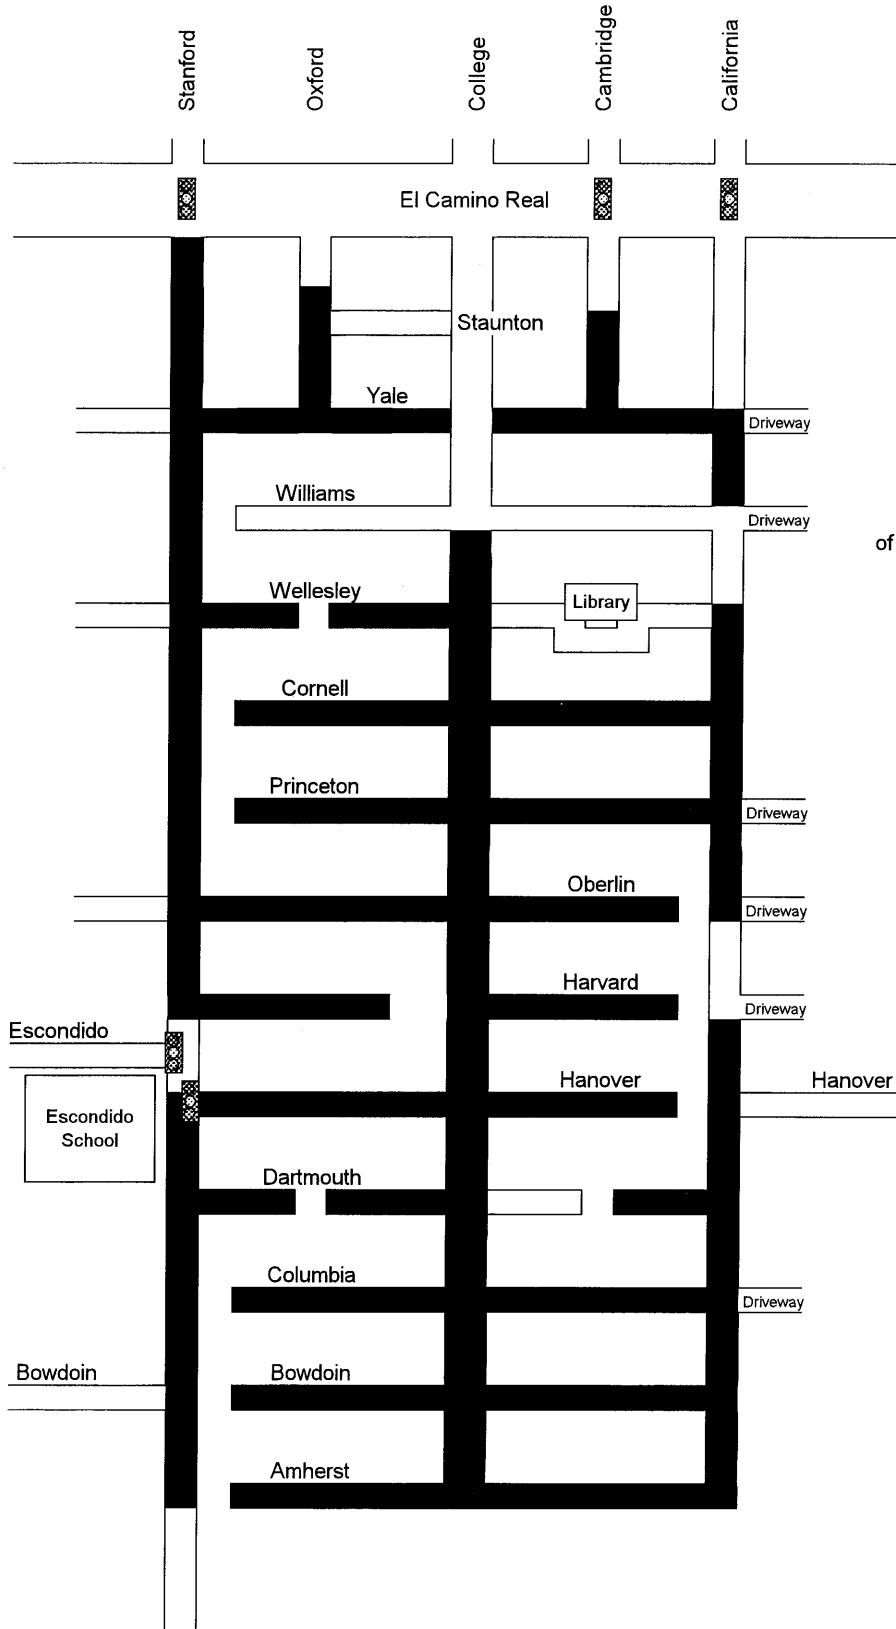 Stanford
Oxford
College
Cambridge
California
El Camino Real
Staunton
Yale
Driveway
Williams
Driveway
of
Wellesley
Library
Cornell
Princeton
Driveway
Oberlin
Driveway
Harvard
Driveway
Escondido
Hanover
Hanover
Escondido
School
Dartmouth
Columbia
Driveway
Bowdoin
Bowdoin
Amherst